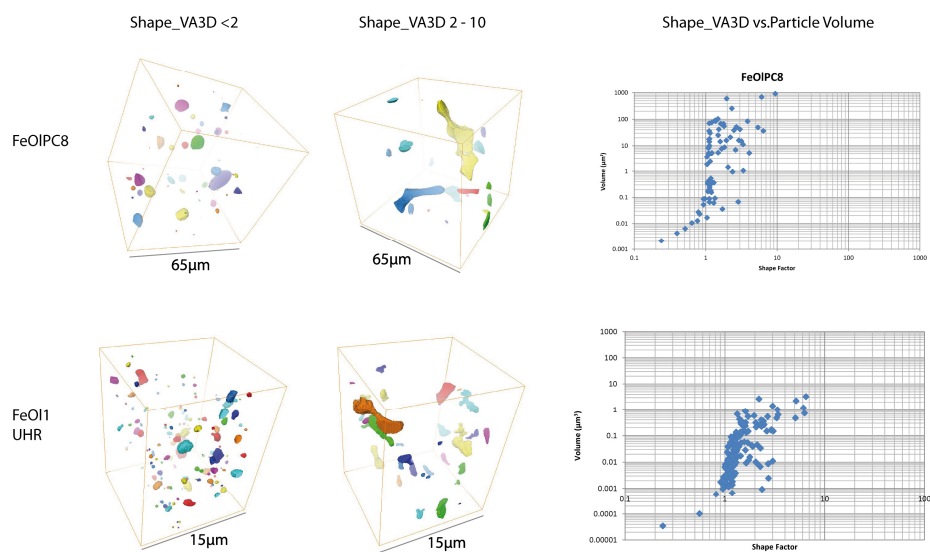 Shape_VA3D <2
Shape_VA3D 2 - 10
Shape_VA3D vs.Particle Volume
FeOlPC8
65µm
65µm
FeOlPC8
Volume (µm³)
1000
100
10
1
0.1
0.01
0.001
0.1
1
10
100
1000
Shape Factor
FeOl1
UHR
15µm
15µm
Volume (µm³)
1000
100
10
1
0.1
0.01
0.001
0.0001
0.00001
0.1
1
10
100
Shape Factor